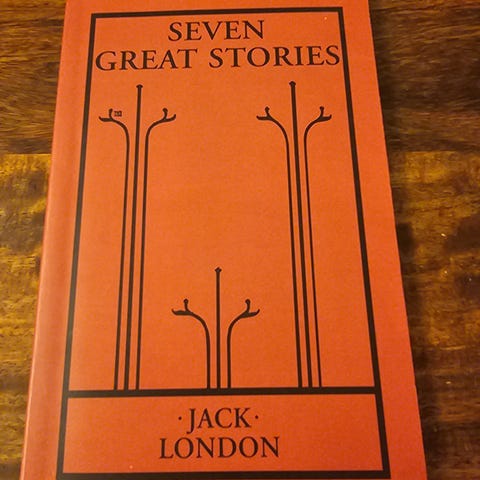 SEVEN
GREAT STORIES
·JACK·
LONDON